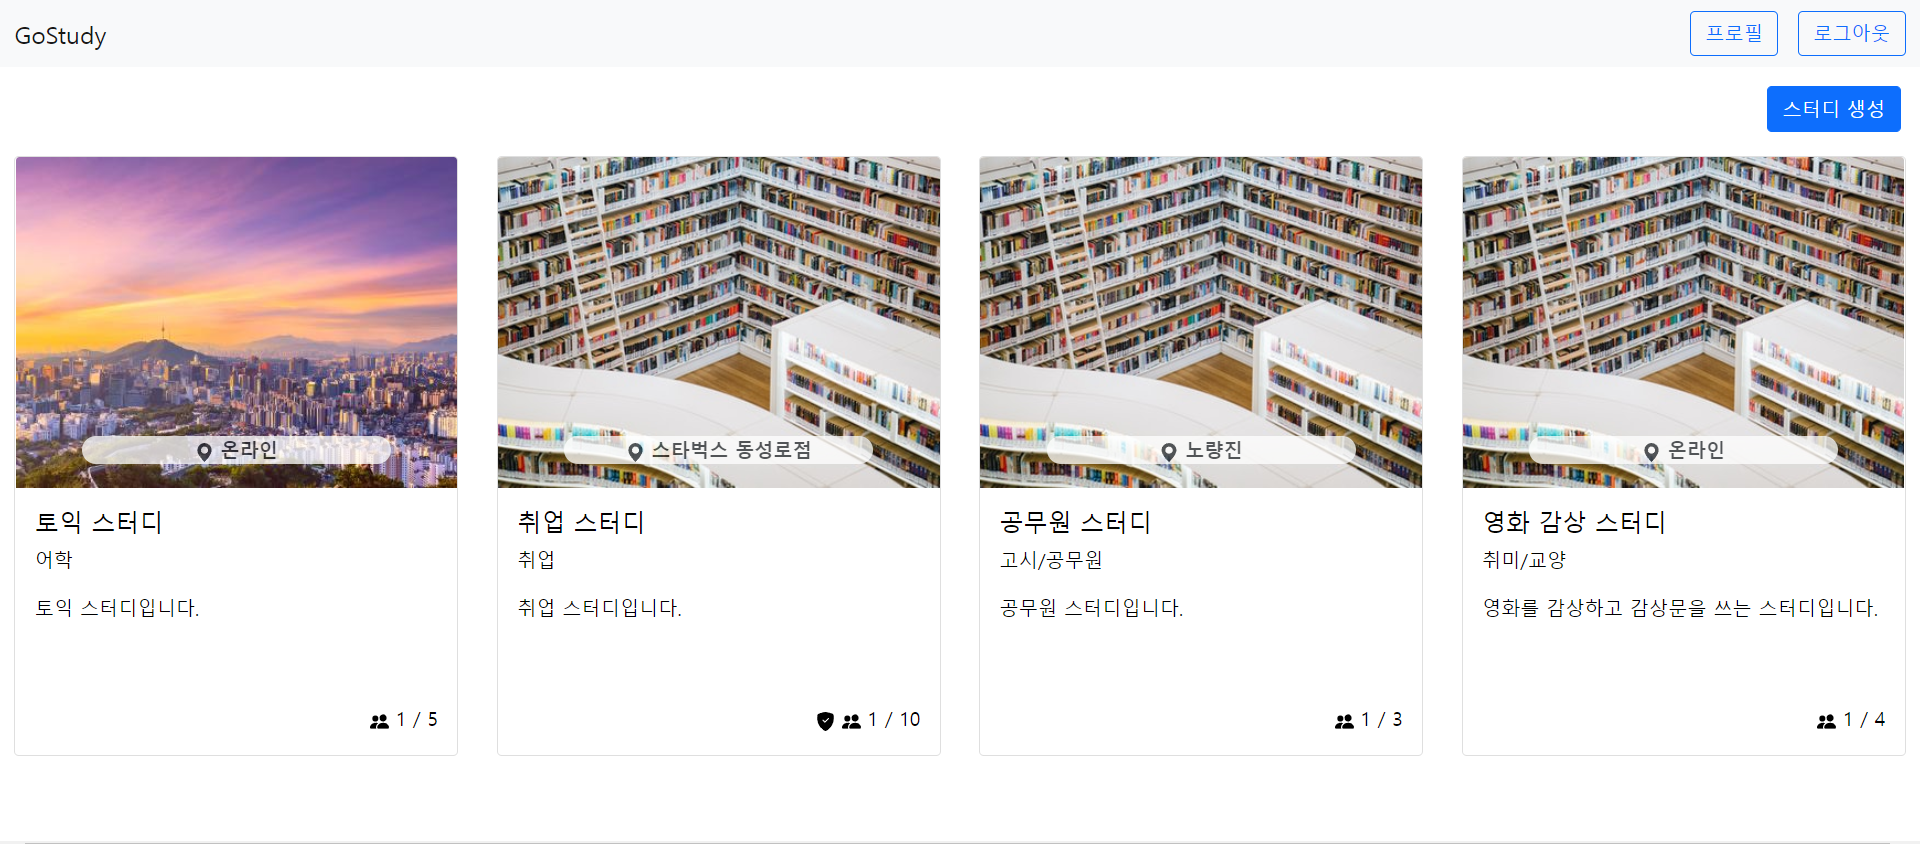 GoStudy
프로필
로그아웃
스터디 생성
온라인
토익 스터디
어학
토익 스터디입니다.
1 / 5
스타벅스 동성로점
취업 스터디
취업
취업 스터디입니다.
1 / 10
노량진
공무원 스터디
고시/공무원
공무원 스터디입니다.
1 / 3
온라인
영화 감상 스터디
취미/교양
영화를 감상하고 감상문을 쓰는 스터디입니다.
1 / 4